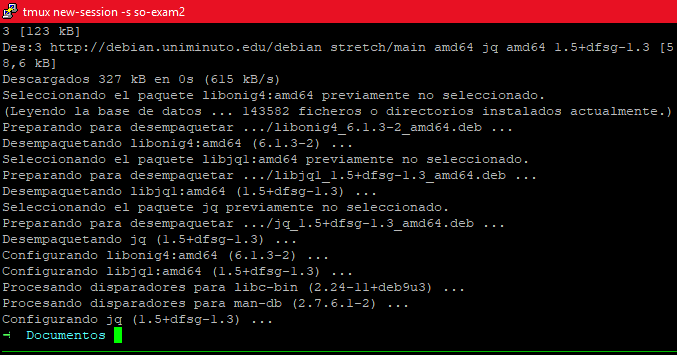 tmux new-session -s so-exam2
3 [123 kB]
Des:3 http://debian.uniminuto.edu/debian stretch/main amd64 jq amd64 1.5+dfsg-1.3 [5
8,6 kB]
Descargados 327 kB en 0s (615 kB/s)
Seleccionando el paquete libonig4:amd64 previamente no seleccionado.
(Leyendo la base de datos ... 143582 ficheros o directorios instalados actualmente.)
Preparando para desempaquetar .../libonig4_6.1.3-2_amd64.deb ...
Desempaquetando libonig4:amd64 (6.1.3-2) ...
Seleccionando el paquete libjq1:amd64 previamente no seleccionado.
Preparando para desempaquetar .../libjq1_1.5+dfsg-1.3_amd64.deb ...
Desempaquetando libjq1:amd64 (1.5+dfsg-1.3) ...
Seleccionando el paquete jq previamente no seleccionado.
Preparando para desempaquetar .../jq_1.5+dfsg-1.3_amd64.deb ...
Desempaquetando jq (1.5+dfsg-1.3) ...
Configurando libonig4:amd64 (6.1.3-2) ...
Configurando libjq1:amd64 (1.5+dfsg-1.3) ...
Procesando disparadores para libc-bin (2.24-11+deb9u3) ...
Procesando disparadores para man-db (2.7.6.1-2) ...
Configurando jq (1.5+dfsg-1.3) ...
→ Documentos